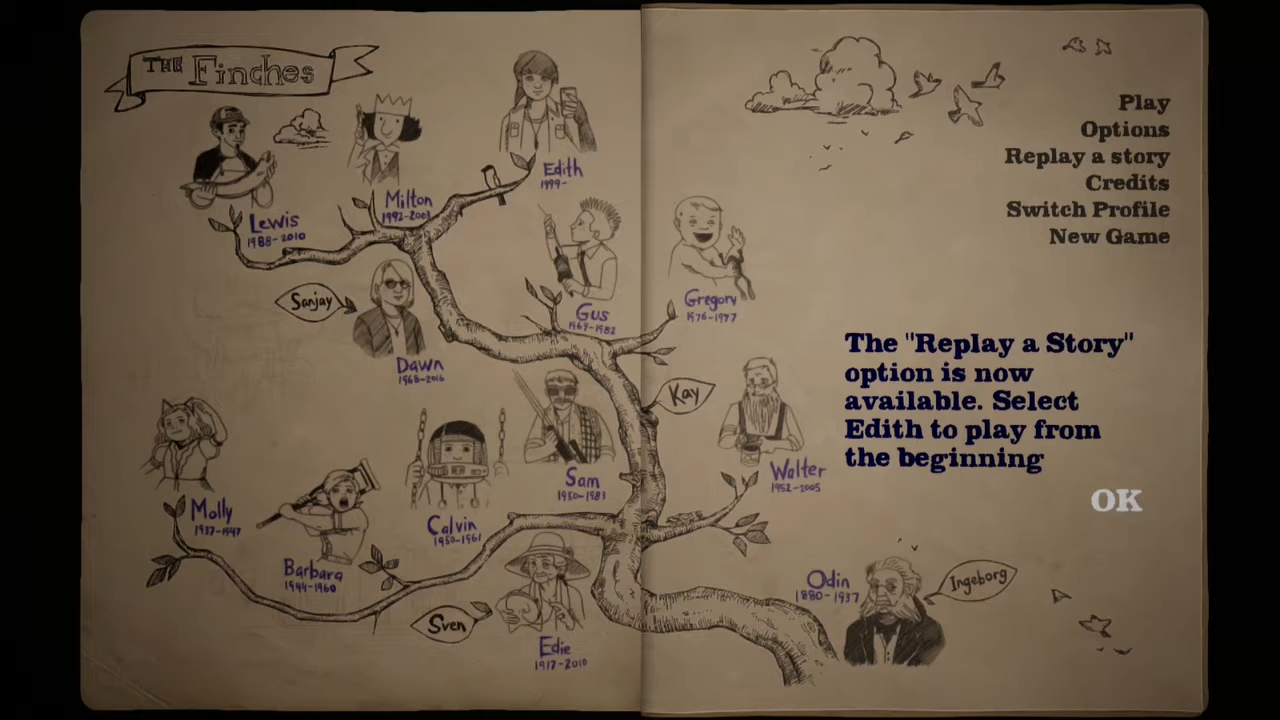 THE Finches
Edith
1999-
Milton
1992-2003
Lewis
1988-2010
Sanjay
Dawn
1968-2016
Gus
1969-1982
Gregory
1976-1977
Kay
Sam
1950-1983
Walter
1952-2005
Calvin
1950-1961
Molly
1937-1947
Barbara
1944-1960
Sven
Edie
1917-2010
Odin
1880-1937
Ingeborg
Play
Options
Replay a story
Credits
Switch Profile
New Game
The "Replay a Story"
option is now
available. Select
Edith to play from
the beginning
OK